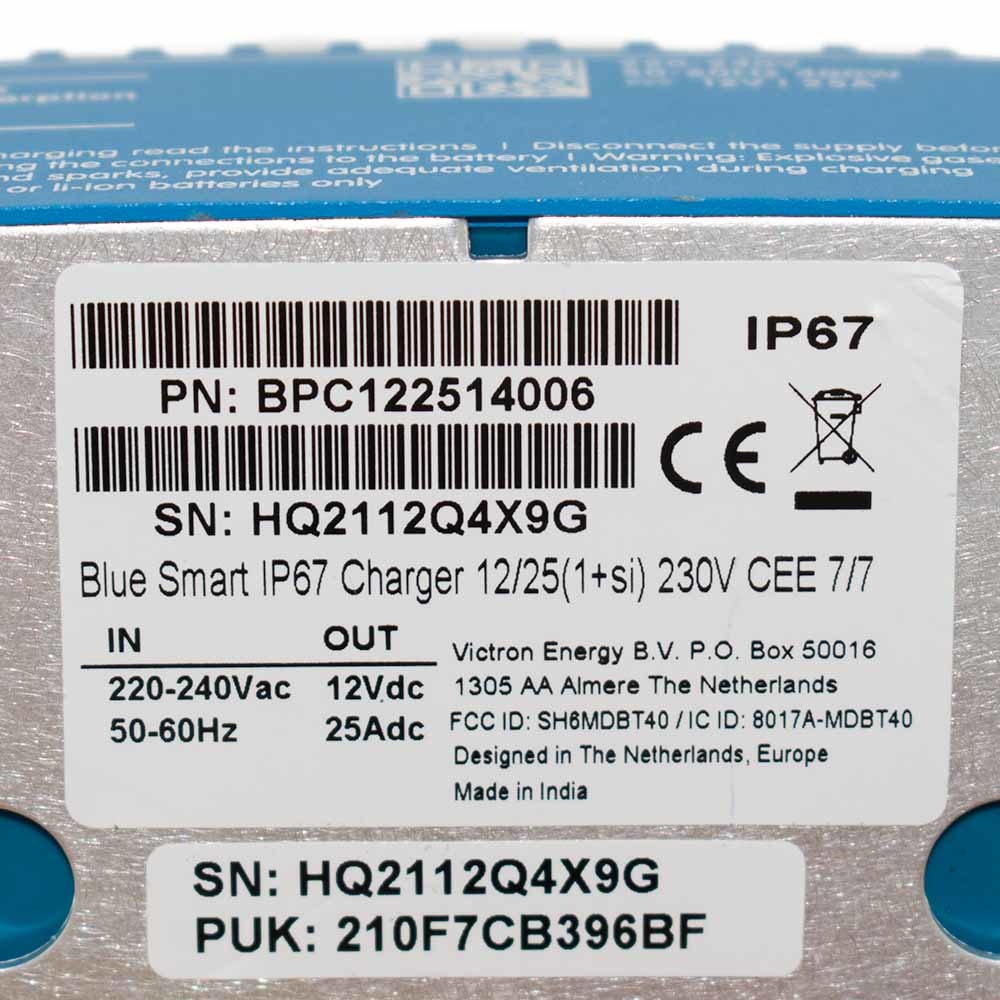 charging read the instructions | Disconnect the supply before
the connections to the battery | Warning: Explosive gase
sparks, provide adequate ventilation during charging
or li-ion batteries only
IP67
PN: BPC122514006
SN: HQ2112Q4X9G
Blue Smart IP67 Charger 12/25(1+si) 230V CEE 7/7
IN OUT
220-240Vac 12Vdc
50-60Hz 25Adc
Victron Energy B.V. P.O. Box 50016
1305 AA Almere The Netherlands
FCC ID: SH6MDBT40 / IC ID: 8017A-MDBT40
Designed in The Netherlands, Europe
Made in India
SN: HQ2112Q4X9G
PUK: 210F7CB396BF